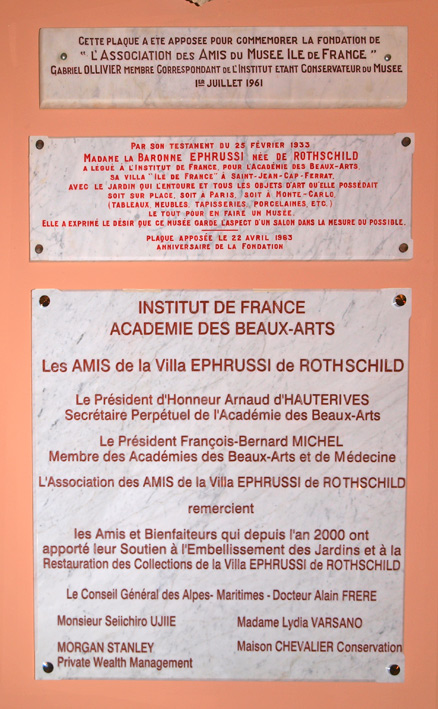 CETTE PLAQUE A ETE APPOSEE POUR COMMEMORER LA FONDATION DE
" L'ASSOCIATION DES AMIS DU MUSEE ILE DE FRANCE "
GABRIEL OLLIVIER MEMBRE CORRESPONDANT DE L'INSTITUT ETANT CONSERVATEUR DU MUSEE
1ER JUILLET 1961
PAR SON TESTAMENT DU 25 FÉVRIER 1933
MADAME LA BARONNE EPHRUSSI NÉE DE ROTHSCHILD
A LÉGUÉ À L'INSTITUT DE FRANCE, POUR L'ACADÉMIE DES BEAUX-ARTS,
SA VILLA "ÎLE DE FRANCE" À SAINT-JEAN-CAP-FERRAT,
AVEC LE JARDIN QUI L'ENTOURE ET TOUS LES OBJETS D'ART QU'ELLE POSSÉDAIT
SOIT SUR PLACE, SOIT À PARIS, SOIT À MONTE-CARLO,
(TABLEAUX, MEUBLES, TAPISSERIES, PORCELAINES, ETC.)
LE TOUT POUR EN FAIRE UN MUSÉE.
ELLE A EXPRIMÉ LE DÉSIR QUE CE MUSÉE GARDE L'ASPECT D'UN SALON DANS LA MESURE DU POSSIBLE.
PLAQUE APPOSÉE LE 22 AVRIL 1963
ANNIVERSAIRE DE LA FONDATION
INSTITUT DE FRANCE
ACADEMIE DES BEAUX-ARTS
Les AMIS de la Villa EPHRUSSI de ROTHSCHILD
Le Président d'Honneur Arnaud d'HAUTERIVES
Secrétaire Perpétuel de l'Académie des Beaux-Arts
Le Président François-Bernard MICHEL
Membre des Académies des Beaux-Arts et de Médecine
L'Association des AMIS de la Villa EPHRUSSI de ROTHSCHILD
remercient
les Amis et Bienfaiteurs qui depuis l'an 2000 ont
apporté leur Soutien à l'Embellissement des Jardins et à la
Restauration des Collections de la Villa EPHRUSSI de ROTHSCHILD
Le Conseil Général des Alpes- Maritimes - Docteur Alain FRERE
Monsieur Seiichiro UJIIE Madame Lydia VARSANO
MORGAN STANLEY Maison CHEVALIER Conservation
Private Wealth Management